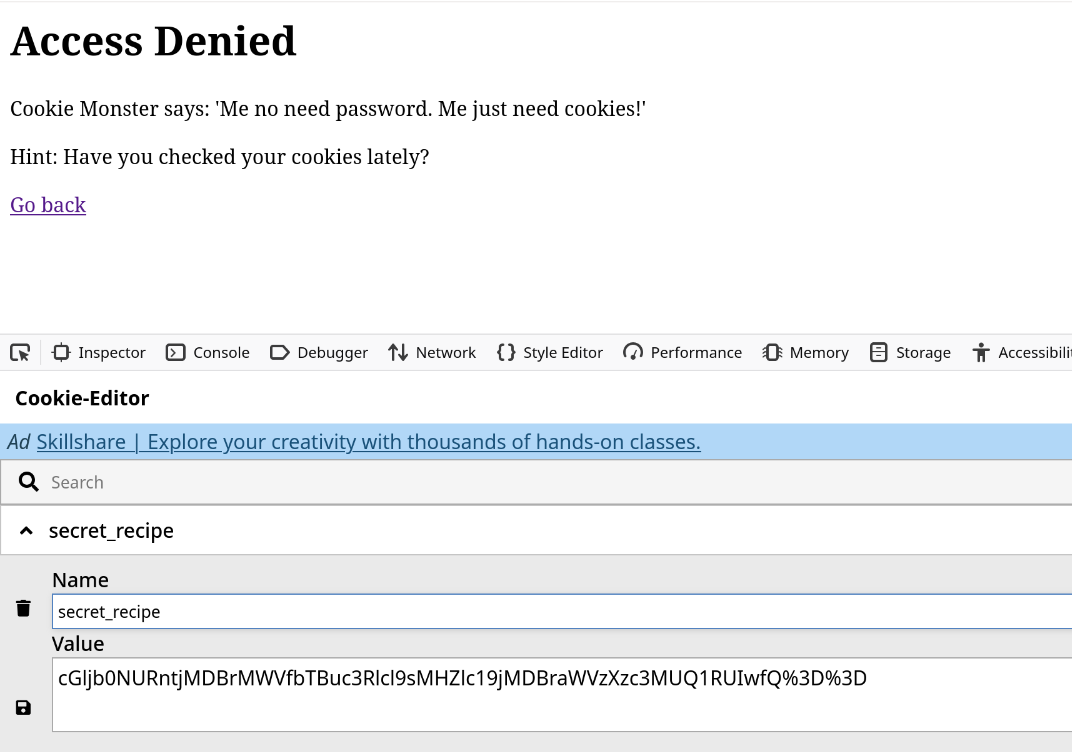 Access Denied
Cookie Monster says: 'Me no need password. Me just need cookies!'
Hint: Have you checked your cookies lately?
Go back
Inspector Console Debugger Network Style Editor Performance Memory Storage Accessibili
Cookie-Editor
Ad Skillshare | Explore your creativity with thousands of hands-on classes.
Search
secret_recipe
Name
secret_recipe
Value
cGljb0NURntjMDBrMWVfbTBuc3Rlcl9sMHZlc19jMDBraWVzXzc3MUQ1RUIwfQ%3D%3D